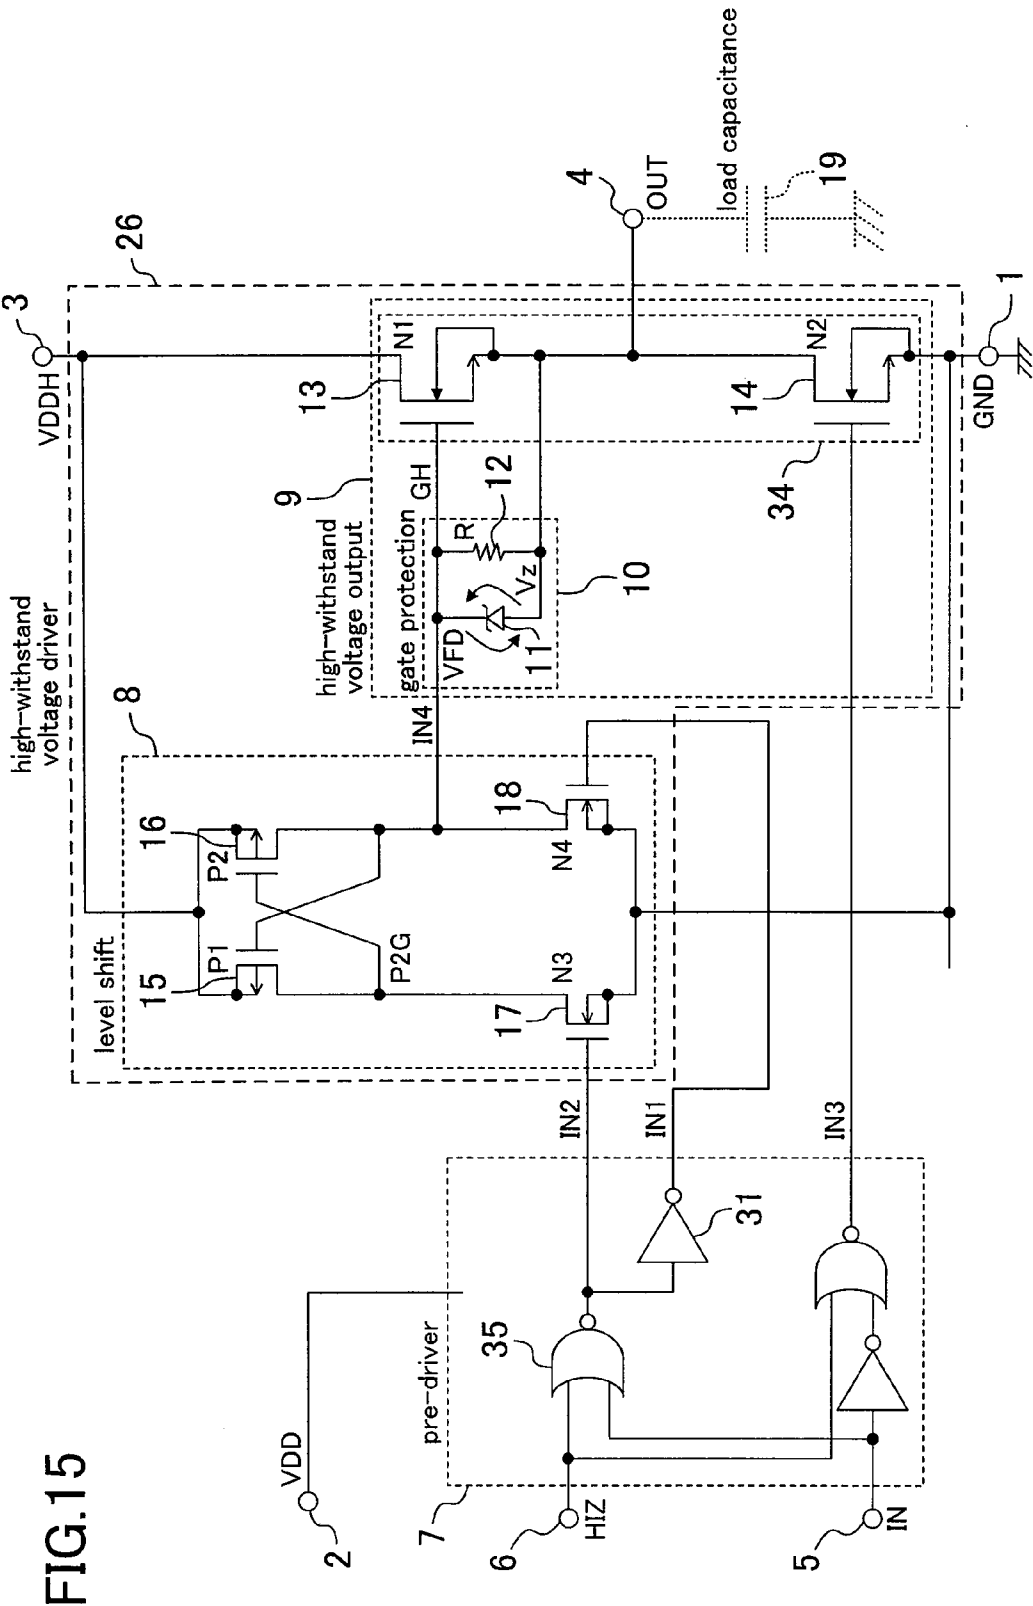 FIG.15
high-withstand
voltage driver
26
3
VDDH
level shift
8
high-withstand
voltage output
9
gate protection
15
P1
P2
16
P2G
IN4
GH
R
12
VFD
Vz
11
10
13
N1
4
OUT
load capacitance
19
17
N3
N4
18
14
N2
34
GND
1
VDD
2
pre-driver
7
35
31
IN2
IN1
IN3
6
HIZ
5
IN